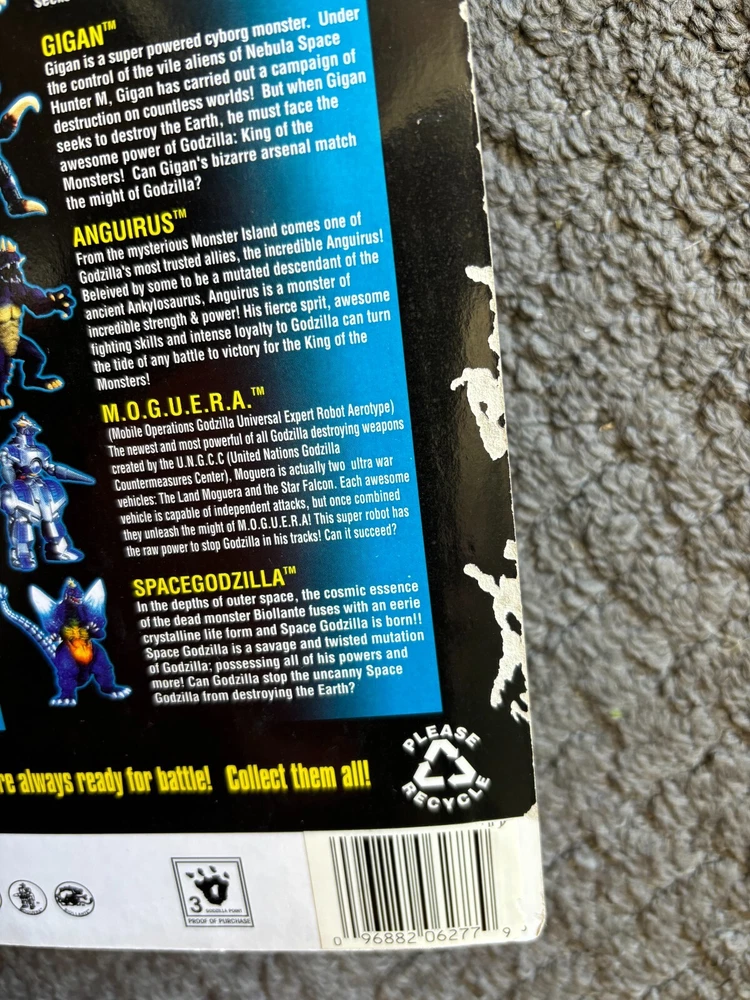 GIGAN™
Gigan is a super powered cyborg monster. Under
the control of the vile aliens of Nebula Space
Hunter M, Gigan has carried out a campaign of
destruction on countless worlds! But when Gigan
seeks to destroy the Earth, he must face the
awesome power of Godzilla: King of the
Monsters! Can Gigan's bizarre arsenal match
the might of Godzilla?
ANGUIRUS™
From the mysterious Monster Island comes one of
Godzilla's most trusted allies, the incredible Anguirus!
Beleived by some to be a mutated descendant of the
ancient Ankylosaurus, Anguirus is a monster of
incredible strength & power! His fierce sprit, awesome
fighting skills and intense loyalty to Godzilla can turn
the tide of any battle to victory for the King of the
Monsters!
M.O.G.U.E.R.A.™
(Mobile Operations Godzilla Universal Expert Robot Aerotype)
The newest and most powerful of all Godzilla destroying weapons
created by the U.N.G.C.C (United Nations Godzilla
Countermeasures Center), Moguera is actually two ultra war
vehicles: The Land Moguera and the Star Falcon. Each awesome
vehicle is capable of independent attacks, but once combined
they unleash the might of M.O.G.U.E.R.A! This super robot has
the raw power to stop Godzilla in his tracks! Can it succeed?
SPACEGODZILLA™
In the depths of outer space, the cosmic essence
of the dead monster Biollante fuses with an eerie
crystalline life form and Space Godzilla is born!!
Space Godzilla is a savage and twisted mutation
of Godzilla; possessing all of his powers and
more! Can Godzilla stop the uncanny Space
Godzilla from destroying the Earth?
always ready for battle! Collect them all!
PLEASE
RECYCLE
3
GODZILLA POINT
PROOF OF PURCHASE
0 96882 06277 9